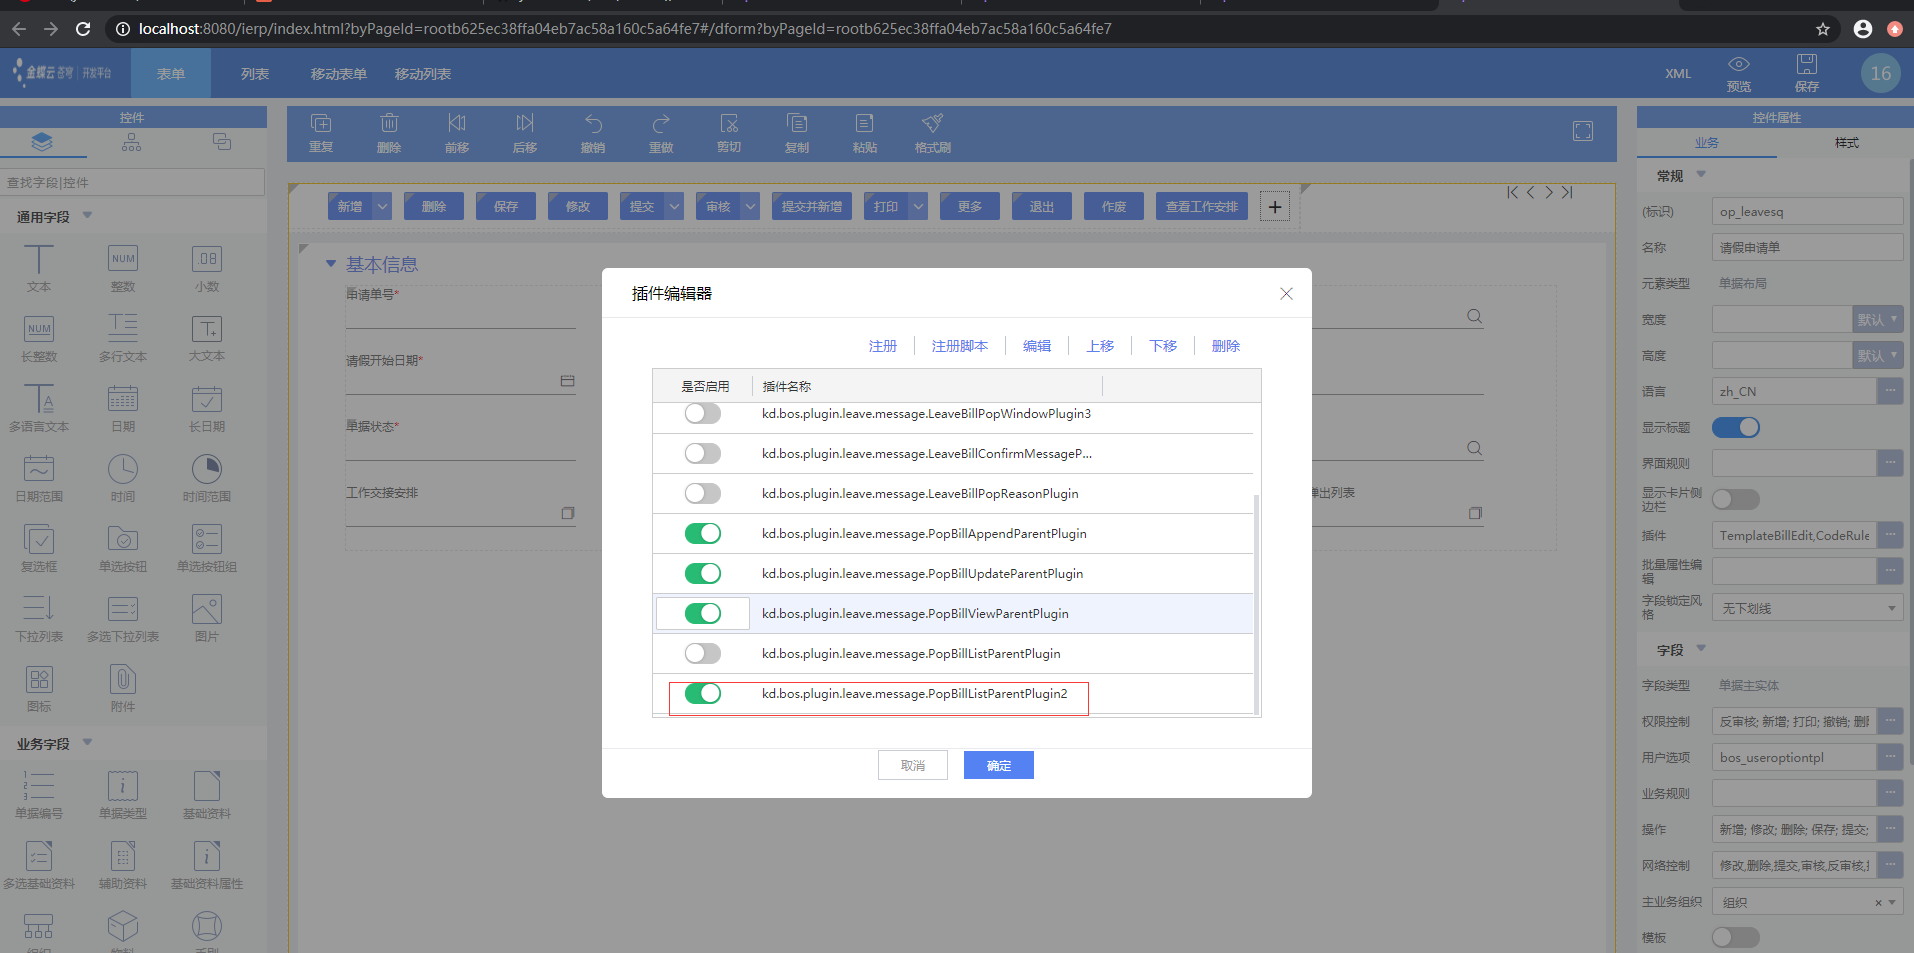 localhost:8080/ierp/index.html?byPageId=rootb625ec38ffa04eb7ac58a160c5a64fe7#/dform?byPageId=rootb625ec38ffa04eb7ac58a160c5a64fe7
金蝶云 苍穹 | 开发平台
表单 列表 移动表单 移动列表
XML 预览 保存 16
控件
查找字段|控件
通用字段
NUM .08
文本 整数 小数
NUM
长整数 多行文本 大文本
多语言文本 日期 长日期
日期范围 时间 时间范围
复选框 单选按钮 单选按钮组
下拉列表 多选下拉列表 图片
图标 附件
业务字段
单据编号 单据类型 基础资料
多选基础资料 辅助资料 基础资料属性
重复 删除 前移 后移 撤销 重做 剪切 复制 粘贴 格式刷
新增 删除 保存 修改 提交 审核 提交并新增 打印 更多 退出 作废 查看工作安排 +
基本信息
申请单号*
请假开始日期*
单据状态*
工作交接安排
弹出列表
插件编辑器
注册 注册脚本 编辑 上移 下移 删除
是否启用 插件名称
kd.bos.plugin.leave.message.LeaveBillPopWindowPlugin3
kd.bos.plugin.leave.message.LeaveBillConfirmMessageP...
kd.bos.plugin.leave.message.LeaveBillPopReasonPlugin
kd.bos.plugin.leave.message.PopBillAppendParentPlugin
kd.bos.plugin.leave.message.PopBillUpdateParentPlugin
kd.bos.plugin.leave.message.PopBillViewParentPlugin
kd.bos.plugin.leave.message.PopBillListParentPlugin
kd.bos.plugin.leave.message.PopBillListParentPlugin2
取消 确定
控件属性
业务 样式
常规
(标识) op_leavesq
名称 请假申请单
元素类型 单据布局
宽度 默认
高度 默认
语言 zh_CN ...
显示标题
界面规则 ...
显示卡片侧
边栏
插件 TemplateBillEdit,CodeRule ...
批量属性编
辑 ...
字段锁定风
格 无下划线
字段
字段类型 单据主实体
权限控制 反审核; 新增; 打印; 撤销; ...
用户选项 bos_useroptiontpl ...
业务规则 ...
操作 新增; 修改; 删除; 保存; 提交; ...
网络控制 修改,删除,提交,审核,反审核, ...
主业务组织 组织 ×
模板